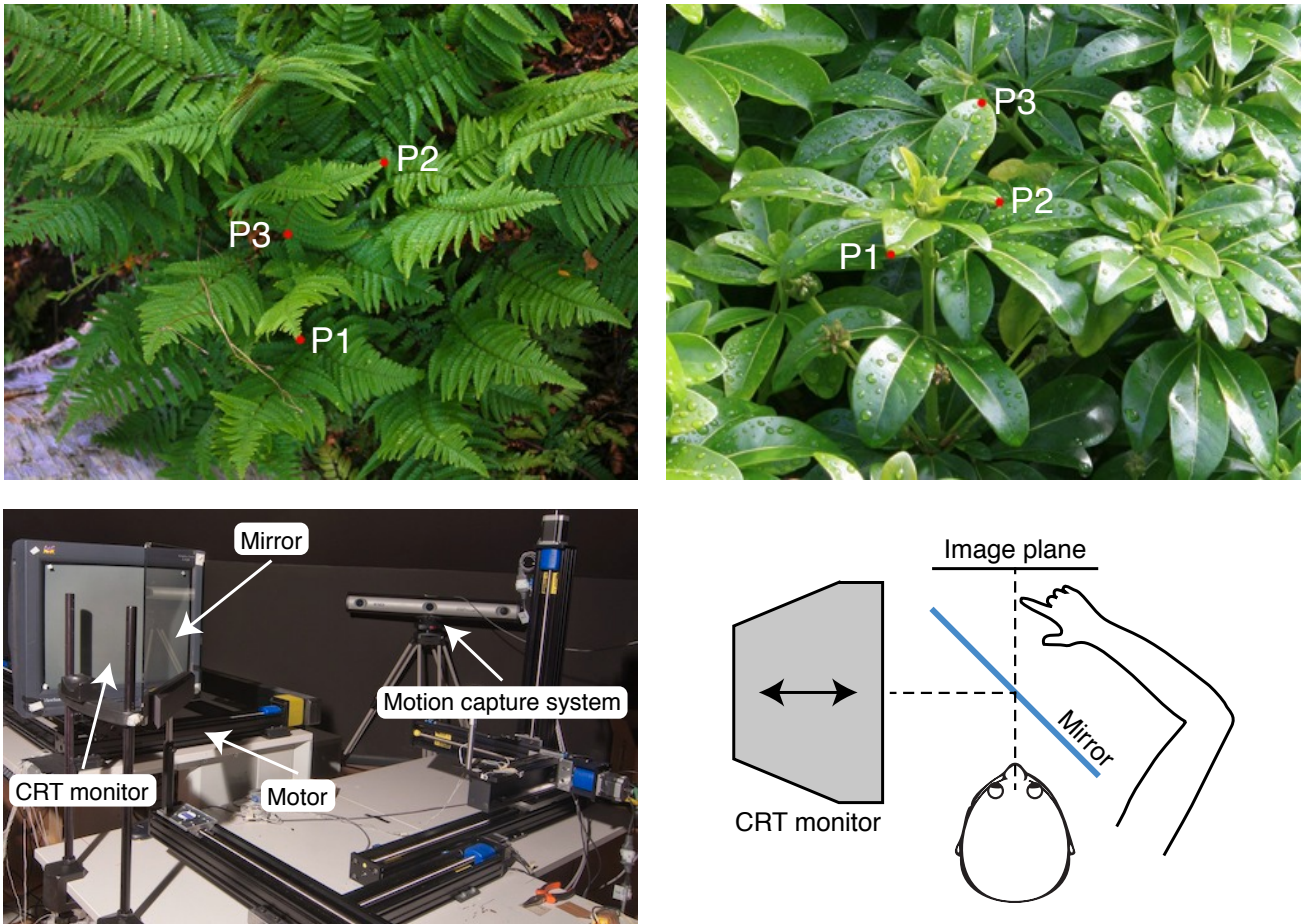 P2
P3
P1
P3
P2
P1
Mirror
Motion capture system
CRT monitor
Motor
Image plane
Mirror
CRT monitor